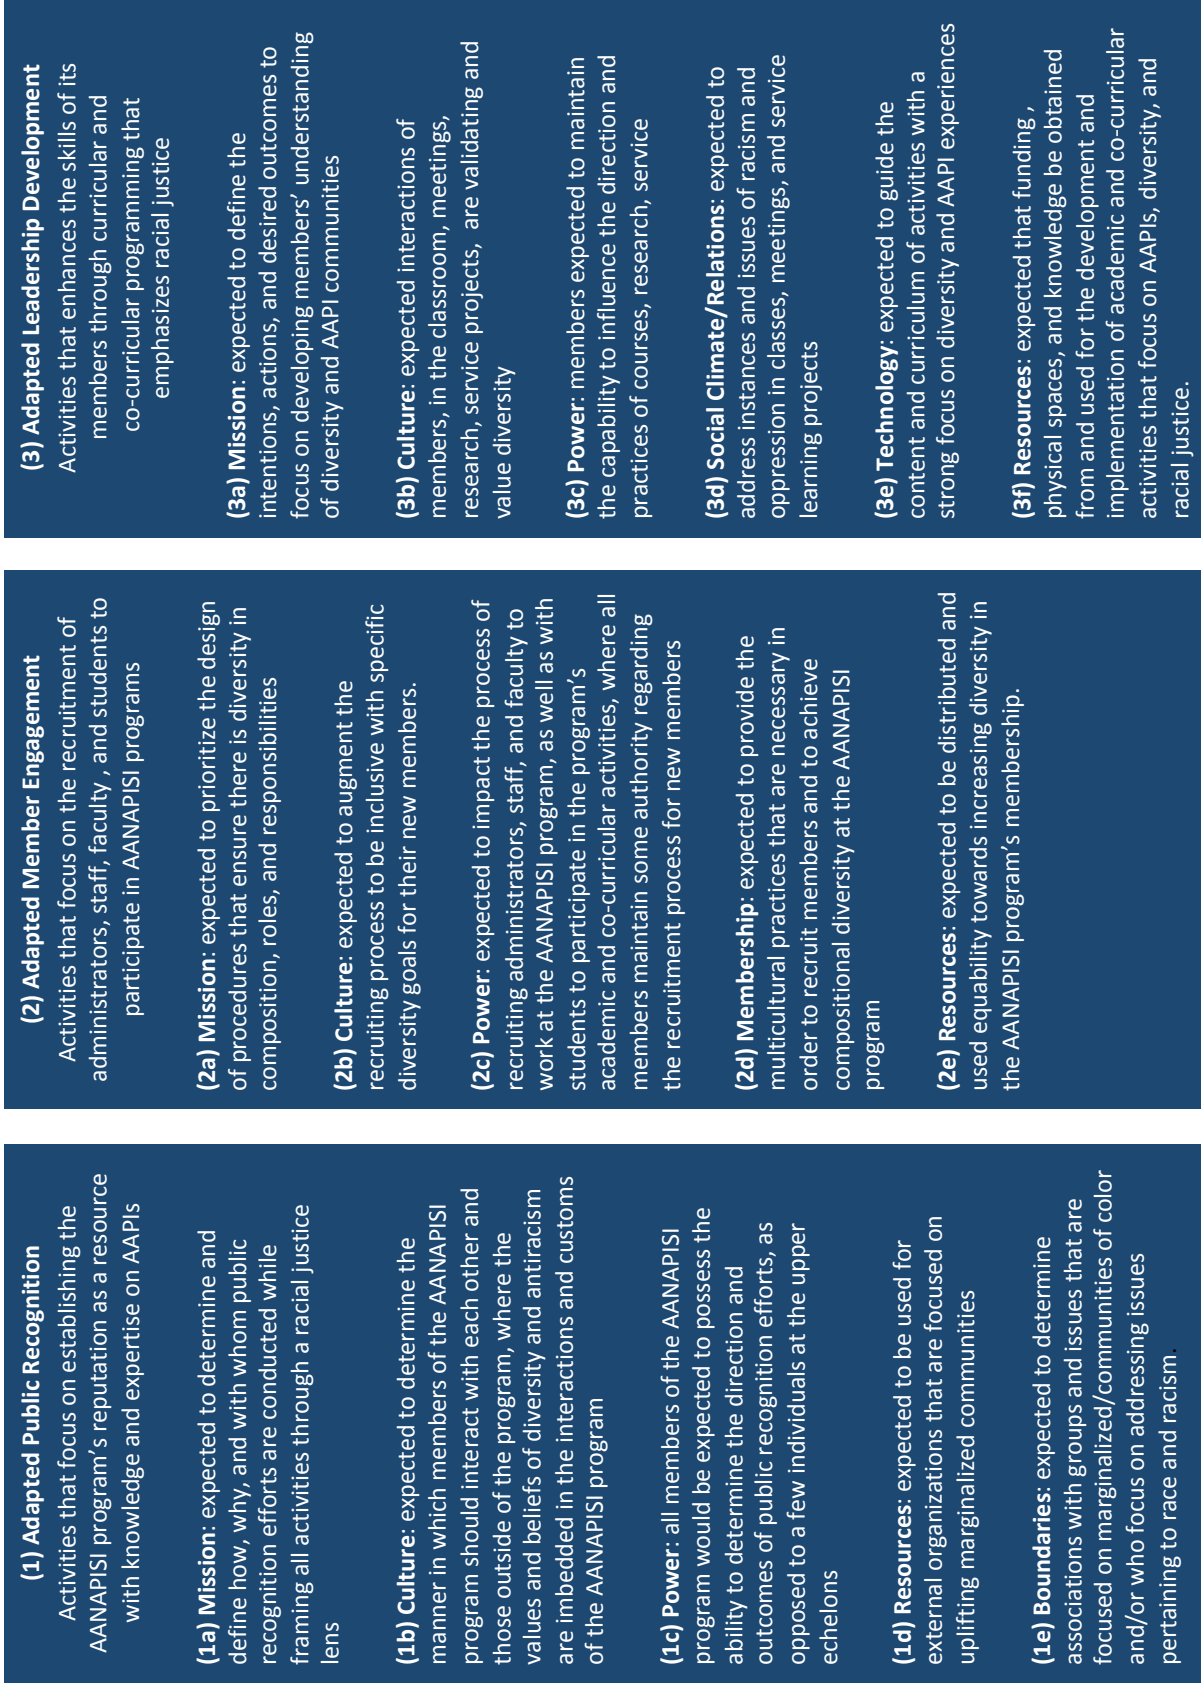 (1) Adapted Public Recognition
Activities that focus on establishing the
AANAPISI program's reputation as a resource
with knowledge and expertise on AAPIs
(1a) Mission: expected to determine and
define how, why, and with whom public
recognition efforts are conducted while
framing all activities through a racial justice
lens
(1b) Culture: expected to determine the
manner in which members of the AANAPISI
program should interact with each other and
those outside of the program, where the
values and beliefs of diversity and antiracism
are imbedded in the interactions and customs
of the AANAPISI program
(1c) Power: all members of the AANAPISI
program would be expected to possess the
ability to determine the direction and
outcomes of public recognition efforts, as
opposed to a few individuals at the upper
echelons
(1d) Resources: expected to be used for
external organizations that are focused on
uplifting marginalized communities
(1e) Boundaries: expected to determine
associations with groups and issues that are
focused on marginalized/communities of color
and/or who focus on addressing issues
pertaining to race and racism.
(2) Adapted Member Engagement
Activities that focus on the recruitment of
administrators, staff, faculty , and students to
participate in AANAPISI programs
(2a) Mission: expected to prioritize the design
of procedures that ensure there is diversity in
composition, roles, and responsibilities
(2b) Culture: expected to augment the
recruiting process to be inclusive with specific
diversity goals for their new members.
(2c) Power: expected to impact the process of
recruiting administrators, staff, and faculty to
work at the AANAPISI program, as well as with
students to participate in the program's
academic and co-curricular activities, where all
members maintain some authority regarding
the recruitment process for new members
(2d) Membership: expected to provide the
multicultural practices that are necessary in
order to recruit members and to achieve
compositional diversity at the AANAPISI
program
(2e) Resources: expected to be distributed and
used equability towards increasing diversity in
the AANAPISI program's membership.
(3) Adapted Leadership Development
Activities that enhances the skills of its
members through curricular and
co-curricular programming that
emphasizes racial justice
(3a) Mission: expected to define the
intentions, actions, and desired outcomes to
focus on developing members' understanding
of diversity and AAPI communities
(3b) Culture: expected interactions of
members, in the classroom, meetings,
research, service projects, are validating and
value diversity
(3c) Power: members expected to maintain
the capability to influence the direction and
practices of courses, research, service
(3d) Social Climate/Relations: expected to
address instances and issues of racism and
oppression in classes, meetings, and service
learning projects
(3e) Technology: expected to guide the
content and curriculum of activities with a
strong focus on diversity and AAPI experiences
(3f) Resources: expected that funding ,
physical spaces, and knowledge be obtained
from and used for the development and
implementation of academic and co-curricular
activities that focus on AAPIs, diversity, and
racial justice.